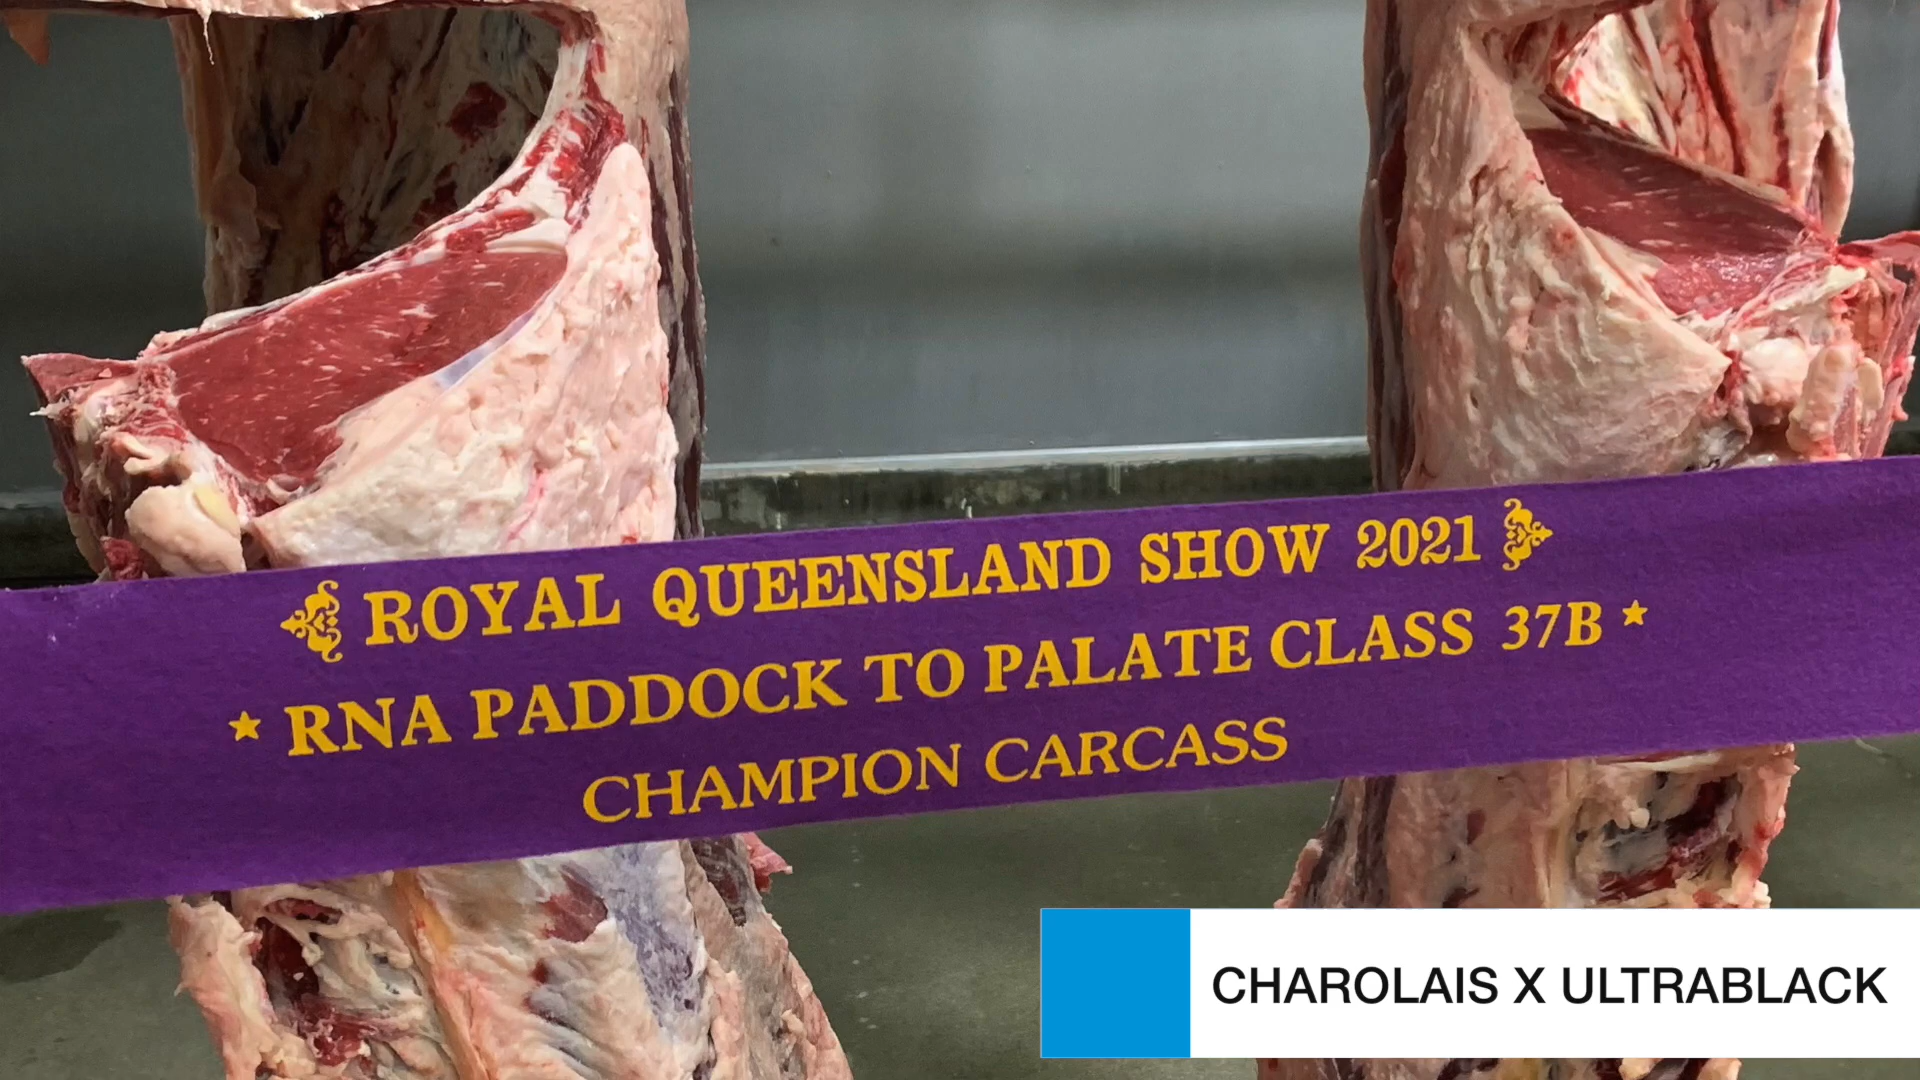 ROYAL QUEENSLAND SHOW 2021
★ RNA PADDOCK TO PALATE CLASS 37B ★
CHAMPION CARCASS
CHAROLAIS X ULTRABLACK